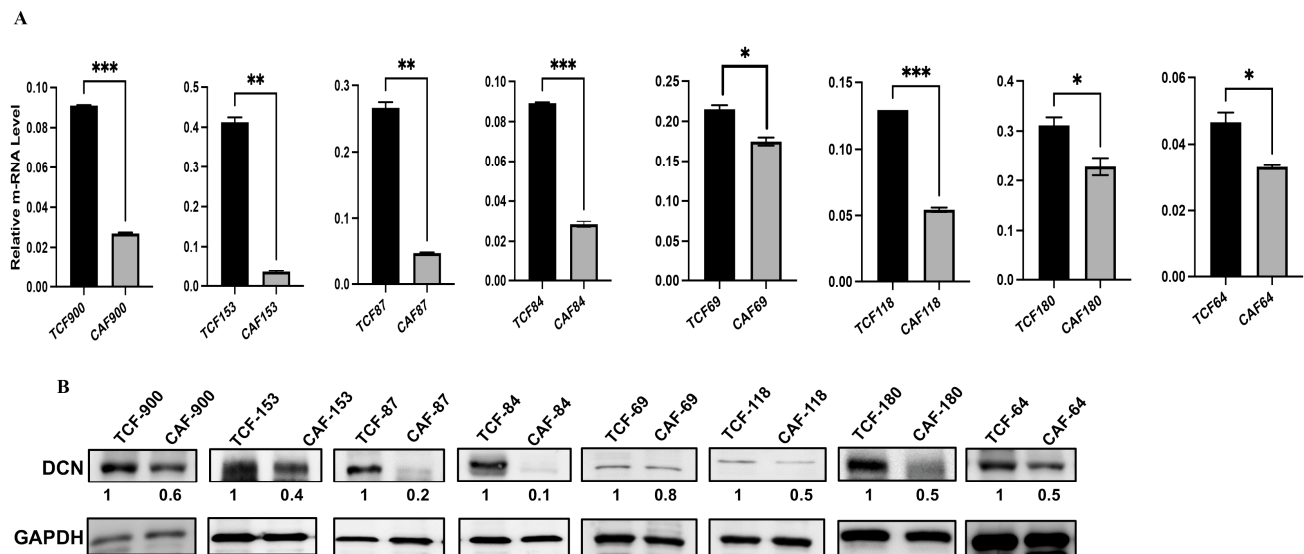 A
*** ** ** *** * *** * *
Relative m-RNA Level
0.10 0.08 0.06 0.04 0.02 0.00
TCF900 CAF900
0.5 0.4 0.3 0.2 0.1 0.0
TCF153 CAF153
0.3 0.2 0.1 0.0
TCF87 CAF87
0.10 0.08 0.06 0.04 0.02 0.00
TCF84 CAF84
0.25 0.20 0.15 0.10 0.05 0.00
TCF69 CAF69
0.15 0.10 0.05 0.00
TCF118 CAF118
0.4 0.3 0.2 0.1 0.0
TCF180 CAF180
0.06 0.04 0.02 0.00
TCF64 CAF64
B
TCF-900 CAF-900 TCF-153 CAF-153 TCF-87 CAF-87 TCF-84 CAF-84 TCF-69 CAF-69 TCF-118 CAF-118 TCF-180 CAF-180 TCF-64 CAF-64
DCN
1 0.6 1 0.4 1 0.2 1 0.1 1 0.8 1 0.5 1 0.5 1 0.5
GAPDH